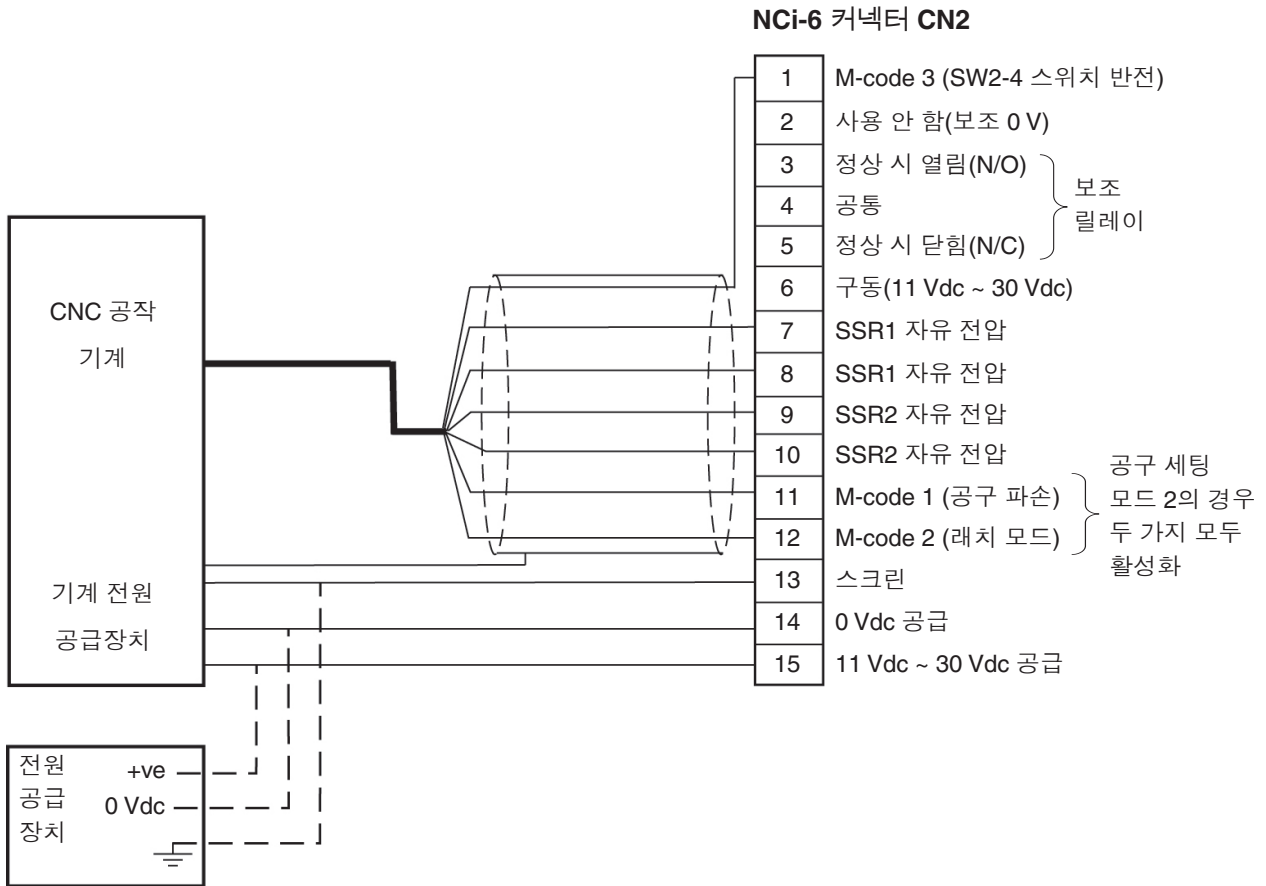 NCi-6 커넥터 CN2
1 M-code 3 (SW2-4 스위치 반전)
2 사용 안 함(보조 0 V)
3 정상 시 열림(N/O)
4 공통
5 정상 시 닫힘(N/C)
보조
릴레이
6 구동(11 Vdc ~ 30 Vdc)
7 SSR1 자유 전압
8 SSR1 자유 전압
9 SSR2 자유 전압
10 SSR2 자유 전압
11 M-code 1 (공구 파손)
12 M-code 2 (래치 모드)
공구 세팅
모드 2의 경우
두 가지 모두
활성화
13 스크린
14 0 Vdc 공급
15 11 Vdc ~ 30 Vdc 공급
CNC 공작
기계
기계 전원
공급장치
전원
공급
장치
+ve
0 Vdc